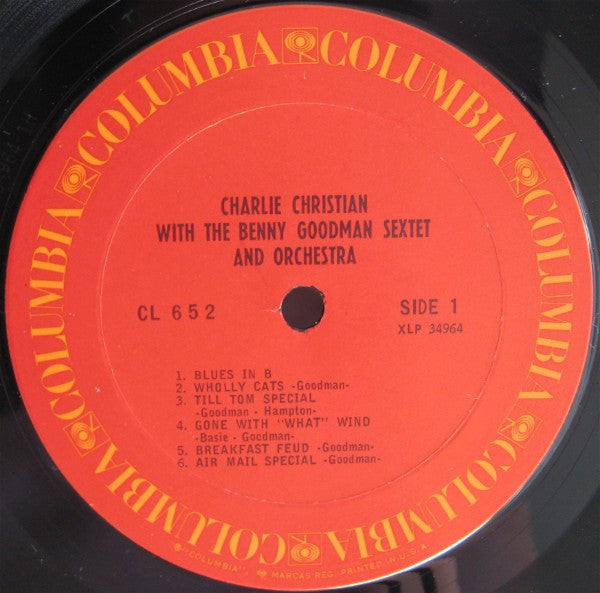 COLUMBIA COLUMBIA COLUMBIA COLUMBIA COLUMBIA COLUMBIA
CHARLIE CHRISTIAN
WITH THE BENNY GOODMAN SEXTET
AND ORCHESTRA
CL 652
SIDE 1
XLP 34964
1. BLUES IN B
2. WHOLLY CATS -Goodman-
3. TILL TOM SPECIAL
-Goodman - Hampton-
4. GONE WITH "WHAT" WIND
-Basie - Goodman-
5. BREAKFAST FEUD -Goodman-
6. AIR MAIL SPECIAL -Goodman-
® "COLUMBIA", MARCAS REG. PRINTED IN U.S.A.